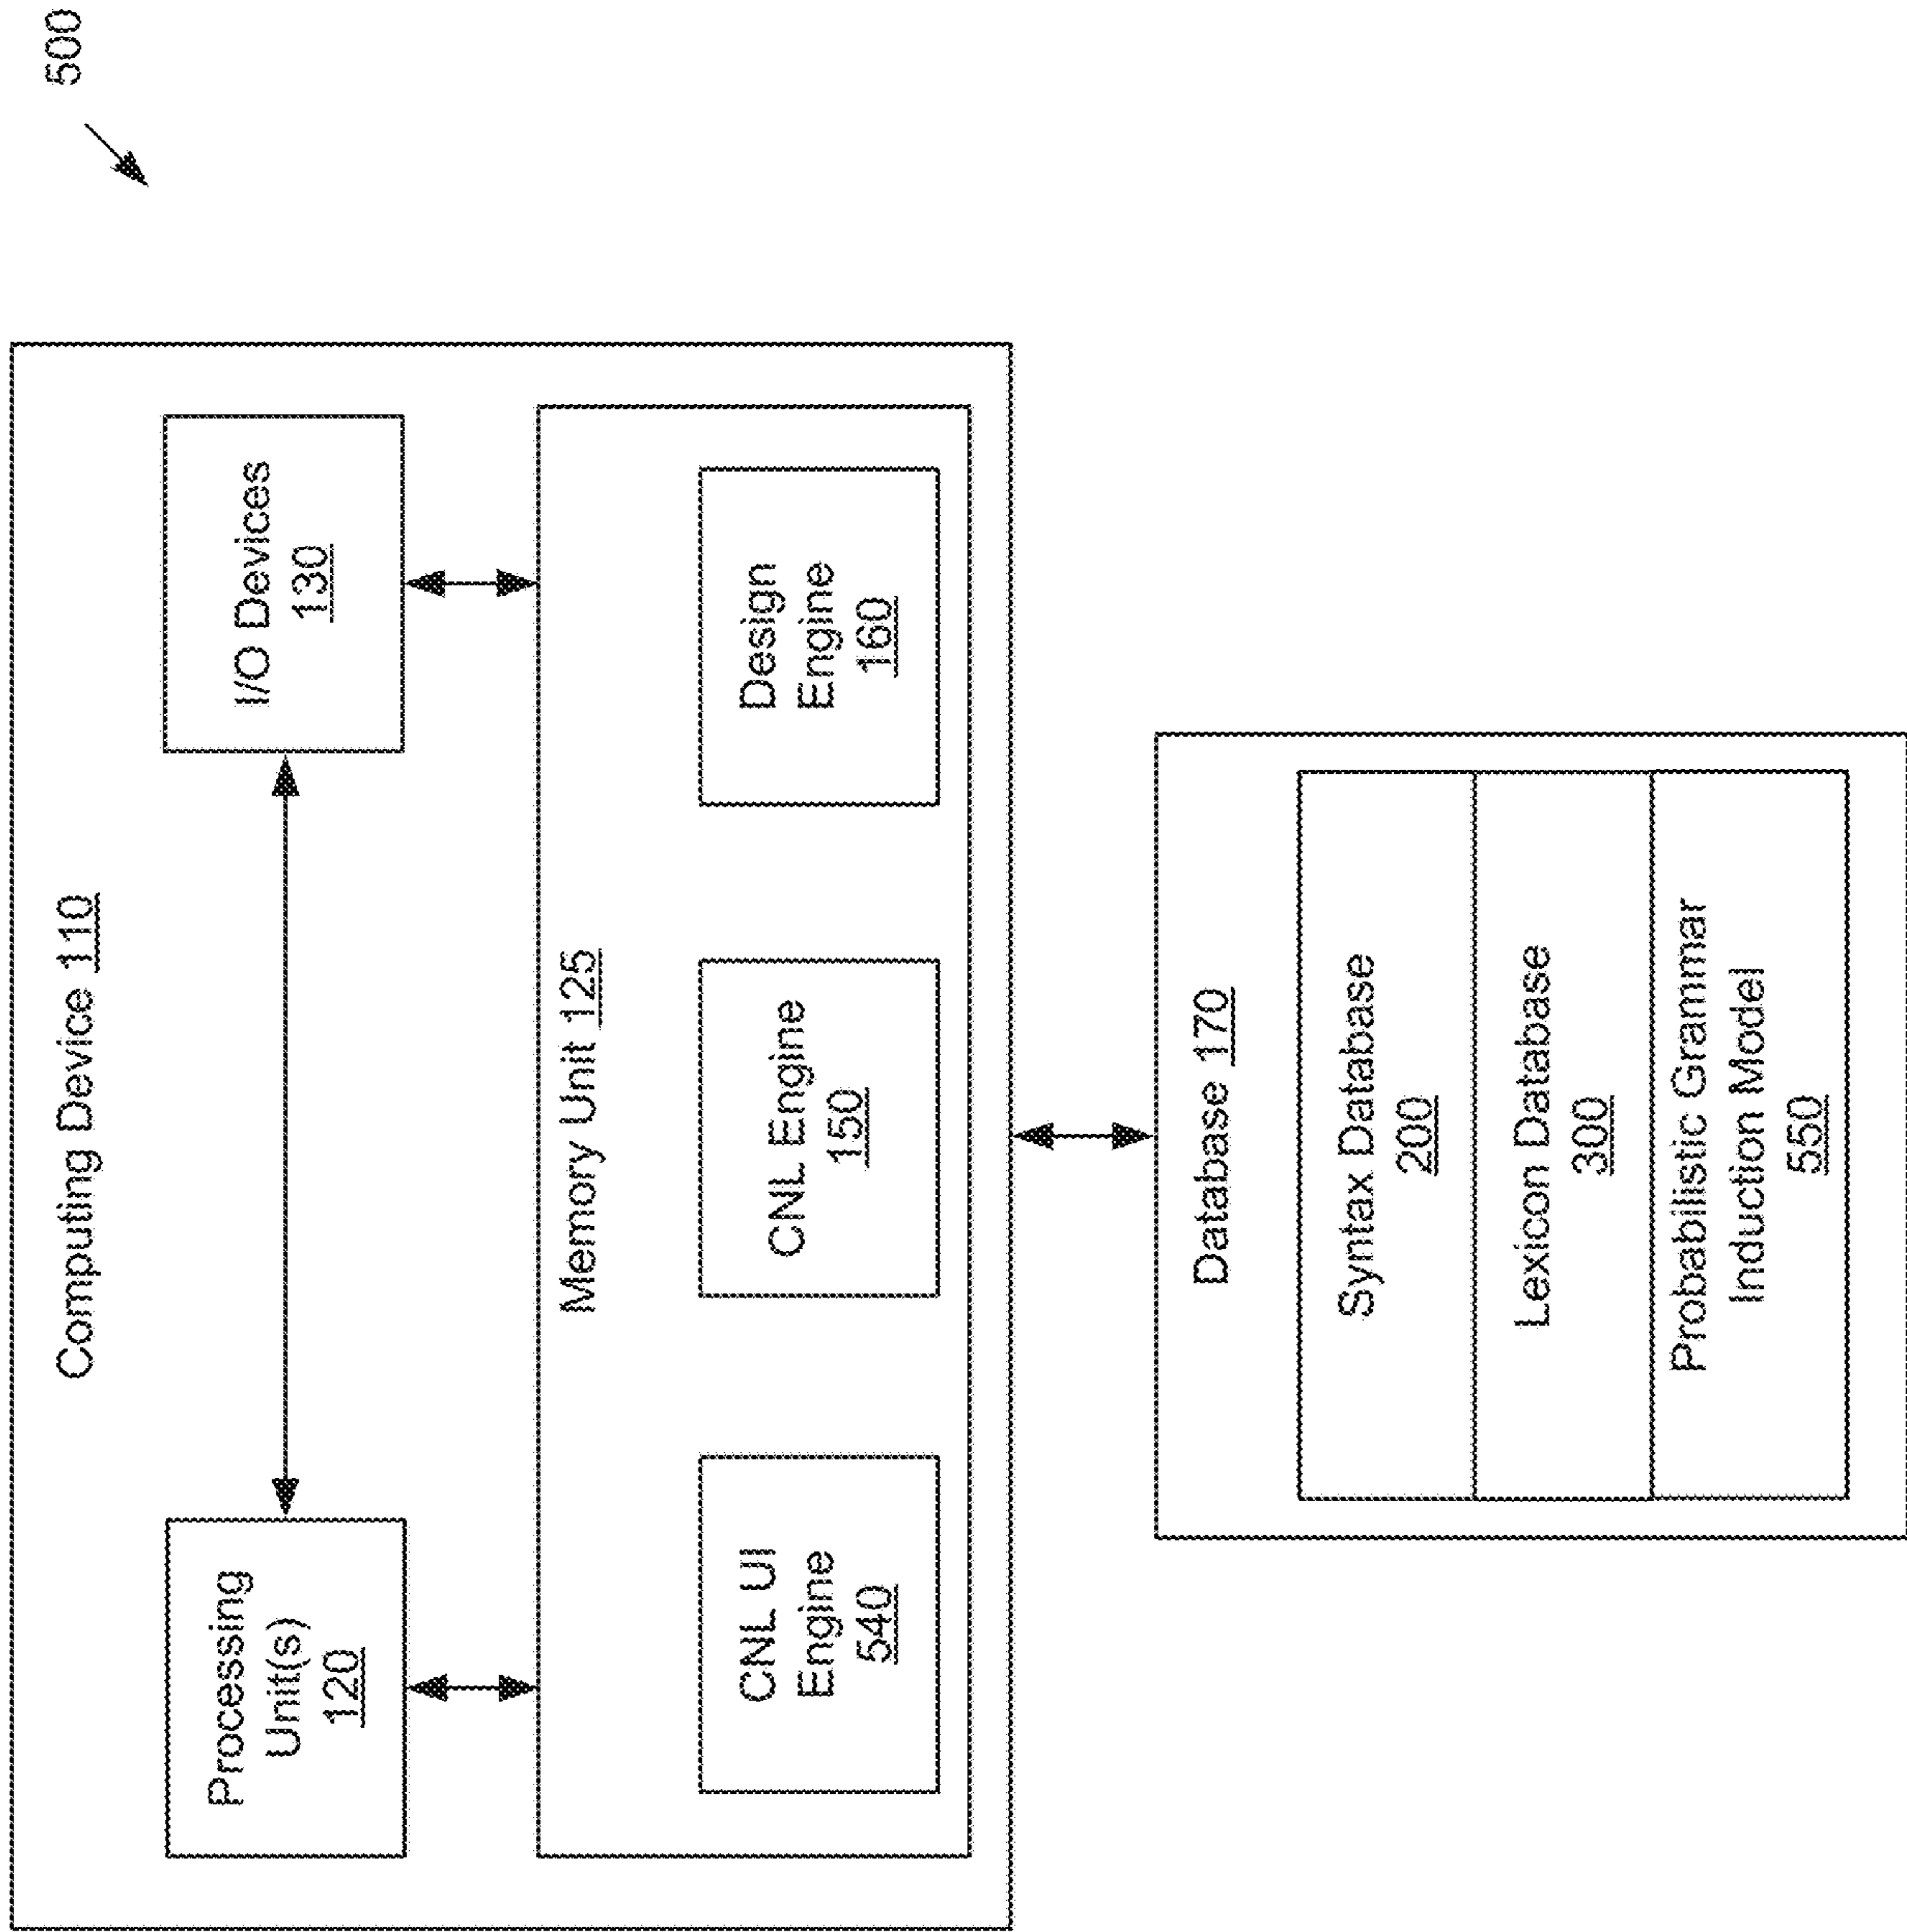 500
Computing Device 110
Processing
Unit(s)
120
I/O Devices
130
Memory Unit 125
CNL UI
Engine
540
CNL Engine
150
Design
Engine
160
Database 170
Syntax Database
200
Lexicon Database
300
Probabilistic Grammar
Induction Model
550